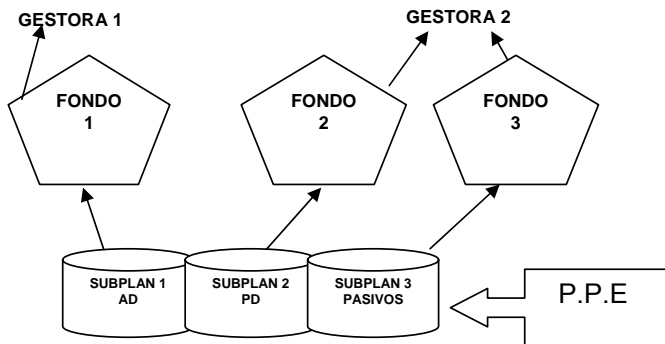 GESTORA 1
GESTORA 2
FONDO
1
FONDO
2
FONDO
3
SUBPLAN 1
AD
SUBPLAN 2
PD
SUBPLAN 3
PASIVOS
P.P.E